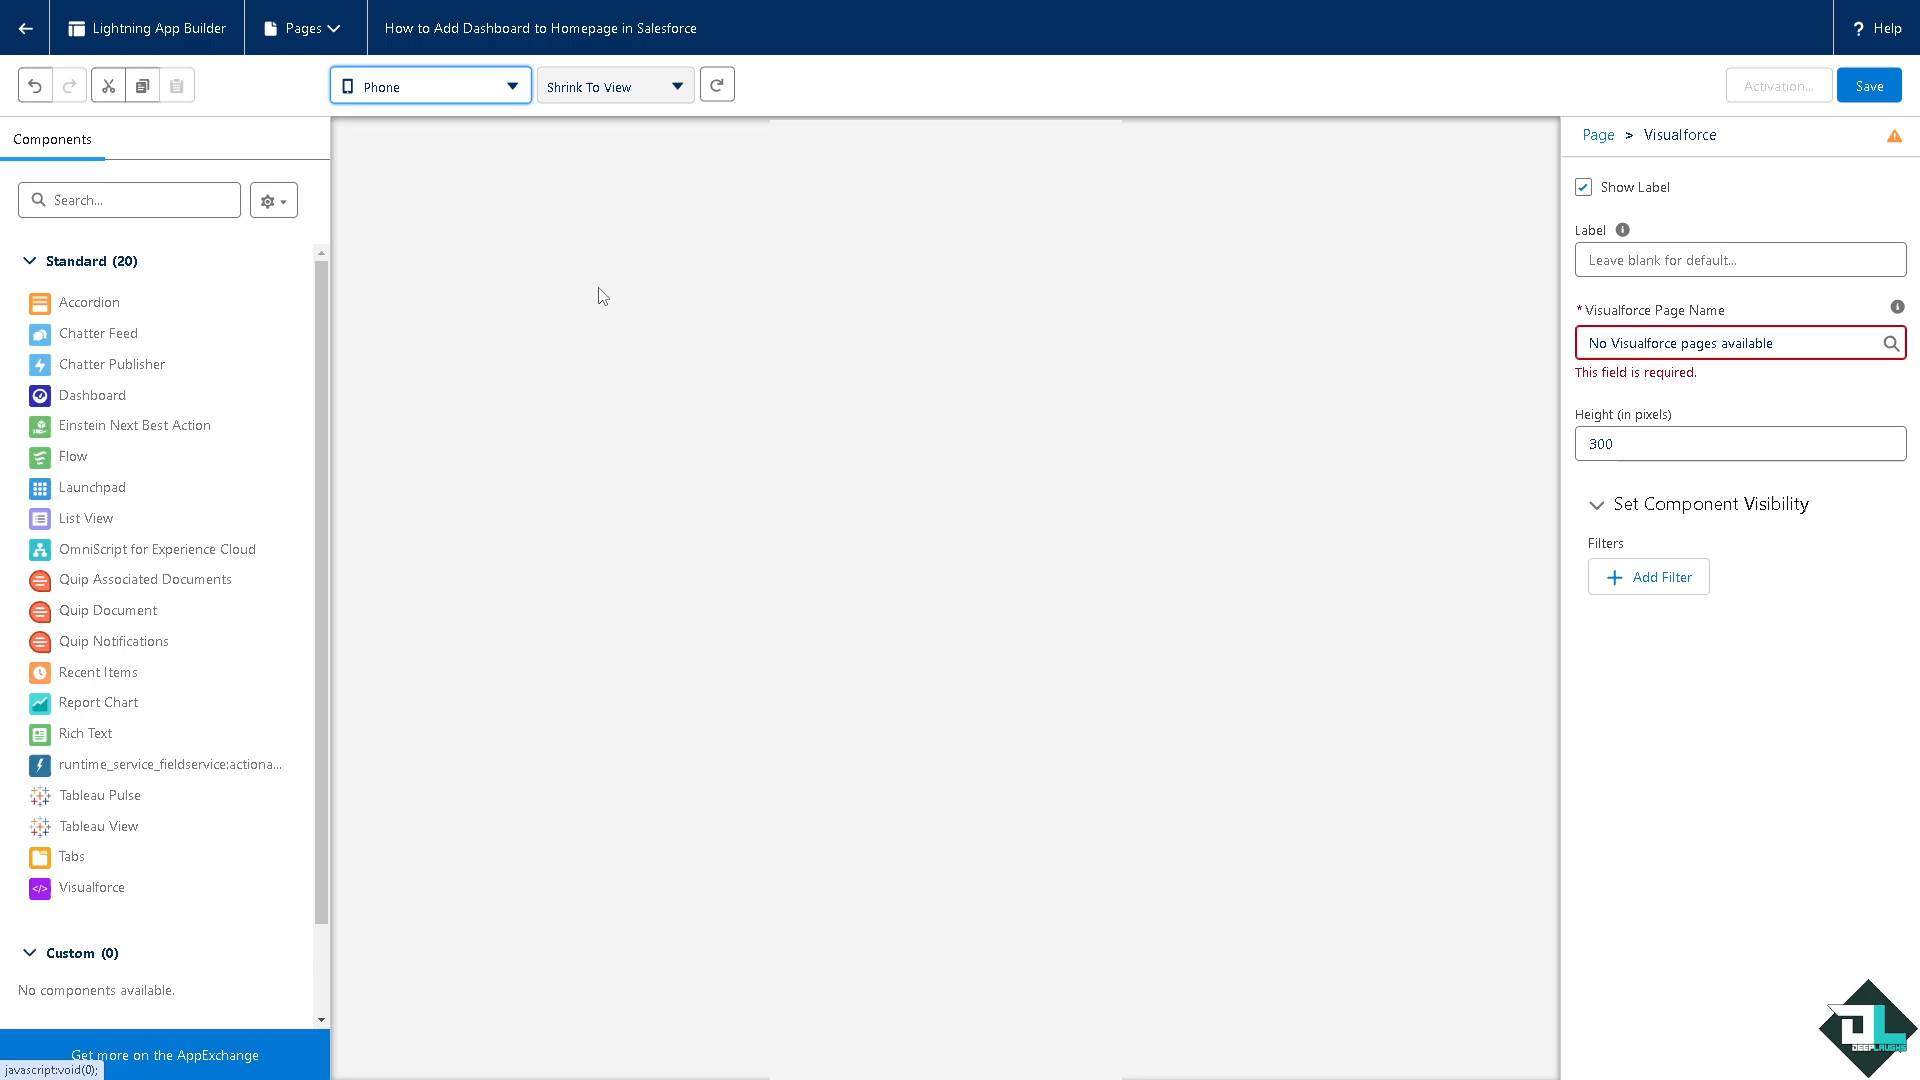 Lightning App Builder
Pages
How to Add Dashboard to Homepage in Salesforce
? Help
Phone
Shrink To View
Activation...
Save
Components
Search...
Standard (20)
Accordion
Chatter Feed
Chatter Publisher
Dashboard
Einstein Next Best Action
Flow
Launchpad
List View
OmniScript for Experience Cloud
Quip Associated Documents
Quip Document
Quip Notifications
Recent Items
Report Chart
Rich Text
runtime_service_fieldservice:actiona...
Tableau Pulse
Tableau View
Tabs
Visualforce
Custom (0)
No components available.
Get more on the AppExchange
javascript:void(0);
Page > Visualforce
Show Label
Label
Leave blank for default...
*Visualforce Page Name
No Visualforce pages available
This field is required.
Height (in pixels)
300
Set Component Visibility
Filters
Add Filter
DEEPLAUGHS